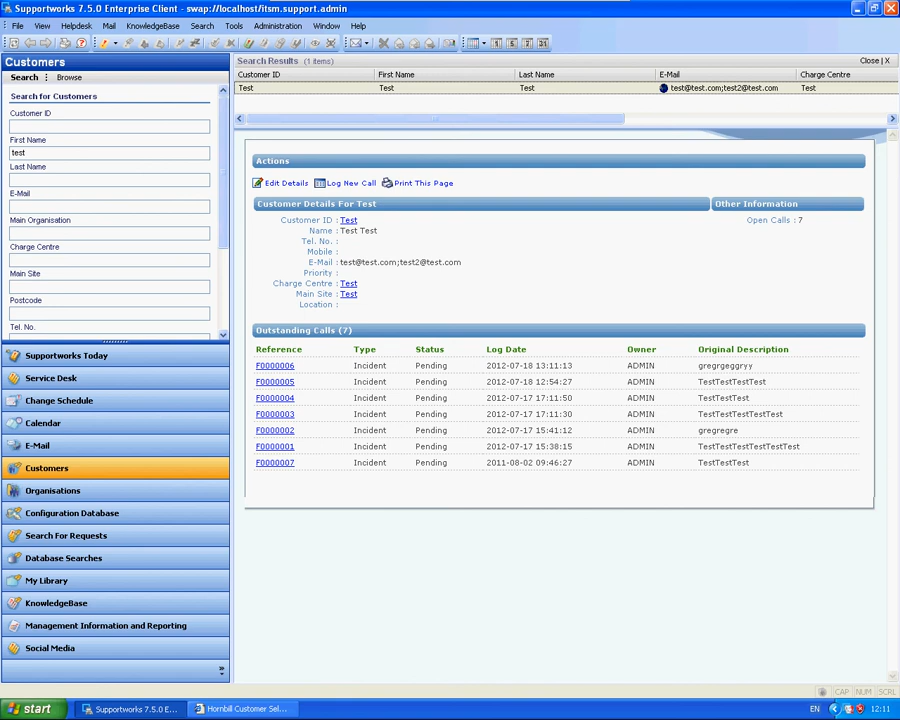 Supportworks 7.5.0 Enterprise Client - swap://localhost/itsm.support.admin
File View Helpdesk Mail KnowledgeBase Search Tools Administration Window Help
Customers
Search Browse
Search for Customers
Customer ID
First Name
test
Last Name
E-Mail
Main Organisation
Charge Centre
Main Site
Postcode
Tel. No.
Supportworks Today
Service Desk
Change Schedule
Calendar
E-Mail
Customers
Organisations
Configuration Database
Search For Requests
Database Searches
My Library
KnowledgeBase
Management Information and Reporting
Social Media
Search Results (1 items) Close | X
Customer ID First Name Last Name E-Mail Charge Centre
Test Test Test test@test.com;test2@test.com Test
Actions
Edit Details Log New Call Print This Page
Customer Details For Test Other Information
Customer ID : Test Open Calls : 7
Name : Test Test
Tel. No. :
Mobile :
E-Mail : test@test.com;test2@test.com
Priority :
Charge Centre : Test
Main Site : Test
Location :
Outstanding Calls (7)
Reference Type Status Log Date Owner Original Description
F0000006 Incident Pending 2012-07-18 13:11:13 ADMIN gregrgeggryy
F0000005 Incident Pending 2012-07-18 12:54:27 ADMIN TestTestTestTest
F0000004 Incident Pending 2012-07-17 17:11:50 ADMIN TestTestTest
F0000003 Incident Pending 2012-07-17 17:11:30 ADMIN TestTestTestTestTest
F0000002 Incident Pending 2012-07-17 15:41:12 ADMIN gregregre
F0000001 Incident Pending 2012-07-17 15:38:15 ADMIN TestTestTestTestTestTest
F0000007 Incident Pending 2011-08-02 09:46:27 ADMIN TestTestTest
CAP NUM SCRL
start Supportworks 7.5.0 E... Hornbill Customer Sel... EN 12:11